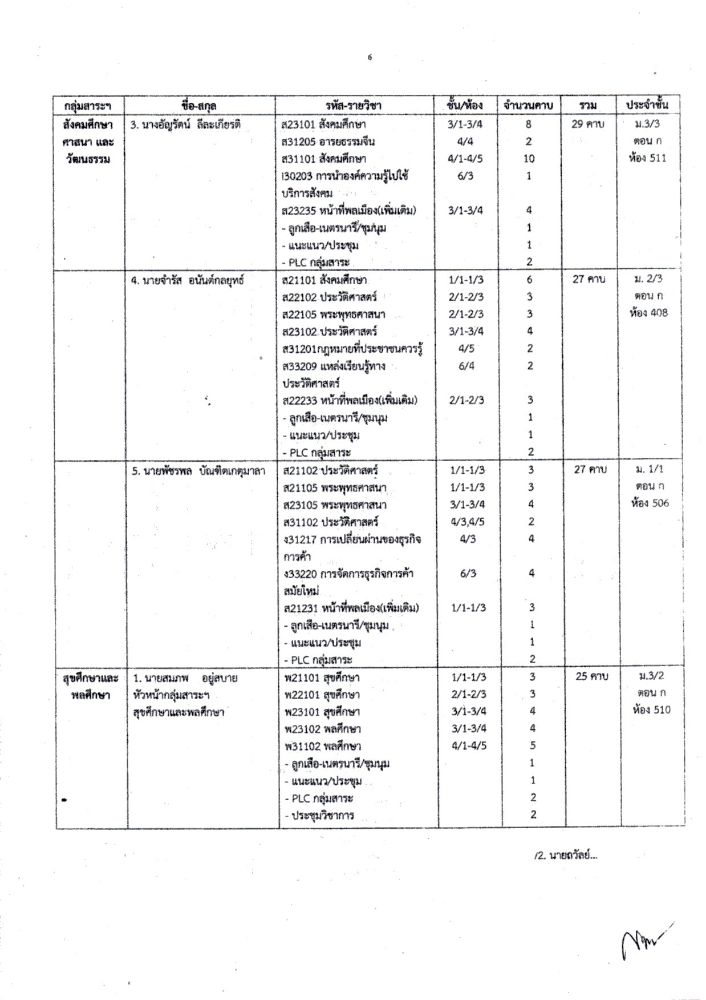 6
กลุ่มสาระฯ ชื่อ-สกุล รหัส-รายวิชา ชั้น/ห้อง จำนวนคาบ รวม ประจำชั้น
สังคมศึกษา 3. นางอัญรัตน์ ลีละเกียรติ ส23101 สังคมศึกษา 3/1-3/4 8 29 คาบ ม.3/3
ศาสนา และ ส31205 อารยธรรมจีน 4/4 2 ตอน ก
วัฒนธรรม ส31101 สังคมศึกษา 4/1-4/5 10 ห้อง 511
I30203 การนำองค์ความรู้ไปใช้ 6/3 1
บริการสังคม
ส23235 หน้าที่พลเมือง(เพิ่มเติม) 3/1-3/4 4
- ลูกเสือ-เนตรนารี/ชุมนุม 1
- แนะแนว/ประชุม 1
- PLC กลุ่มสาระ 2
4. นายจำรัส อนันต์กลยุทธ์ ส21101 สังคมศึกษา 1/1-1/3 6 27 คาบ ม. 2/3
ส22102 ประวัติศาสตร์ 2/1-2/3 3 ตอน ก
ส22105 พระพุทธศาสนา 2/1-2/3 3 ห้อง 408
ส23102 ประวัติศาสตร์ 3/1-3/4 4
ส31201กฎหมายที่ประชาชนควรรู้ 4/5 2
ส33209 แหล่งเรียนรู้ทาง 6/4 2
ประวัติศาสตร์
ส22233 หน้าที่พลเมือง(เพิ่มเติม) 2/1-2/3 3
- ลูกเสือ-เนตรนารี/ชุมนุม 1
- แนะแนว/ประชุม 1
- PLC กลุ่มสาระ 2
5. นายพัชรพล บัณฑิตเกตุมาลา ส21102 ประวัติศาสตร์ 1/1-1/3 3 27 คาบ ม. 1/1
ส21105 พระพุทธศาสนา 1/1-1/3 3 ตอน ก
ส23105 พระพุทธศาสนา 3/1-3/4 4 ห้อง 506
ส31102 ประวัติศาสตร์ 4/3,4/5 2
ง31217 การเปลี่ยนผ่านของธุรกิจ 4/3 4
การค้า
ง33220 การจัดการธุรกิจการค้า 6/3 4
สมัยใหม่
ส21231 หน้าที่พลเมือง(เพิ่มเติม) 1/1-1/3 3
- ลูกเสือ-เนตรนารี/ชุมนุม 1
- แนะแนว/ประชุม 1
- PLC กลุ่มสาระ 2
สุขศึกษาและ 1. นายสมภพ อยู่สบาย พ21101 สุขศึกษา 1/1-1/3 3 25 คาบ ม.3/2
พลศึกษา หัวหน้ากลุ่มสาระฯ พ22101 สุขศึกษา 2/1-2/3 3 ตอน ก
สุขศึกษาและพลศึกษา พ23101 สุขศึกษา 3/1-3/4 4 ห้อง 510
พ23102 พลศึกษา 3/1-3/4 4
พ31102 พลศึกษา 4/1-4/5 5
- ลูกเสือ-เนตรนารี/ชุมนุม 1
- แนะแนว/ประชุม 1
- PLC กลุ่มสาระ 2
- ประชุมวิชาการ 2
/2. นายถวัลย์...